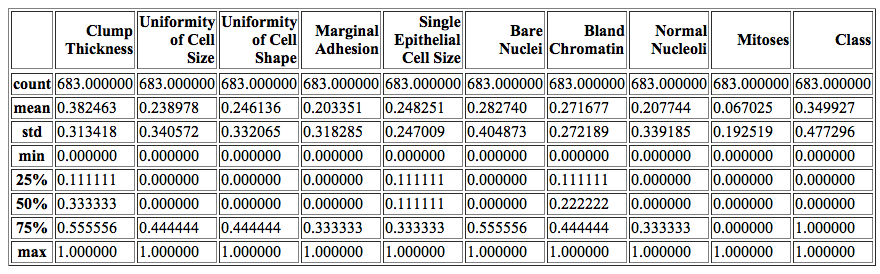 Clump Thickness Uniformity of Cell Size Uniformity of Cell Shape Marginal Adhesion Single Epithelial Cell Size Bare Nuclei Bland Chromatin Normal Nucleoli Mitoses Class
count 683.000000 683.000000 683.000000 683.000000 683.000000 683.000000 683.000000 683.000000 683.000000 683.000000
mean 0.382463 0.238978 0.246136 0.203351 0.248251 0.282740 0.271677 0.207744 0.067025 0.349927
std 0.313418 0.340572 0.332065 0.318285 0.247009 0.404873 0.272189 0.339185 0.192519 0.477296
min 0.000000 0.000000 0.000000 0.000000 0.000000 0.000000 0.000000 0.000000 0.000000 0.000000
25% 0.111111 0.000000 0.000000 0.000000 0.111111 0.000000 0.111111 0.000000 0.000000 0.000000
50% 0.333333 0.000000 0.000000 0.000000 0.111111 0.000000 0.222222 0.000000 0.000000 0.000000
75% 0.555556 0.444444 0.444444 0.333333 0.333333 0.555556 0.444444 0.333333 0.000000 1.000000
max 1.000000 1.000000 1.000000 1.000000 1.000000 1.000000 1.000000 1.000000 1.000000 1.000000